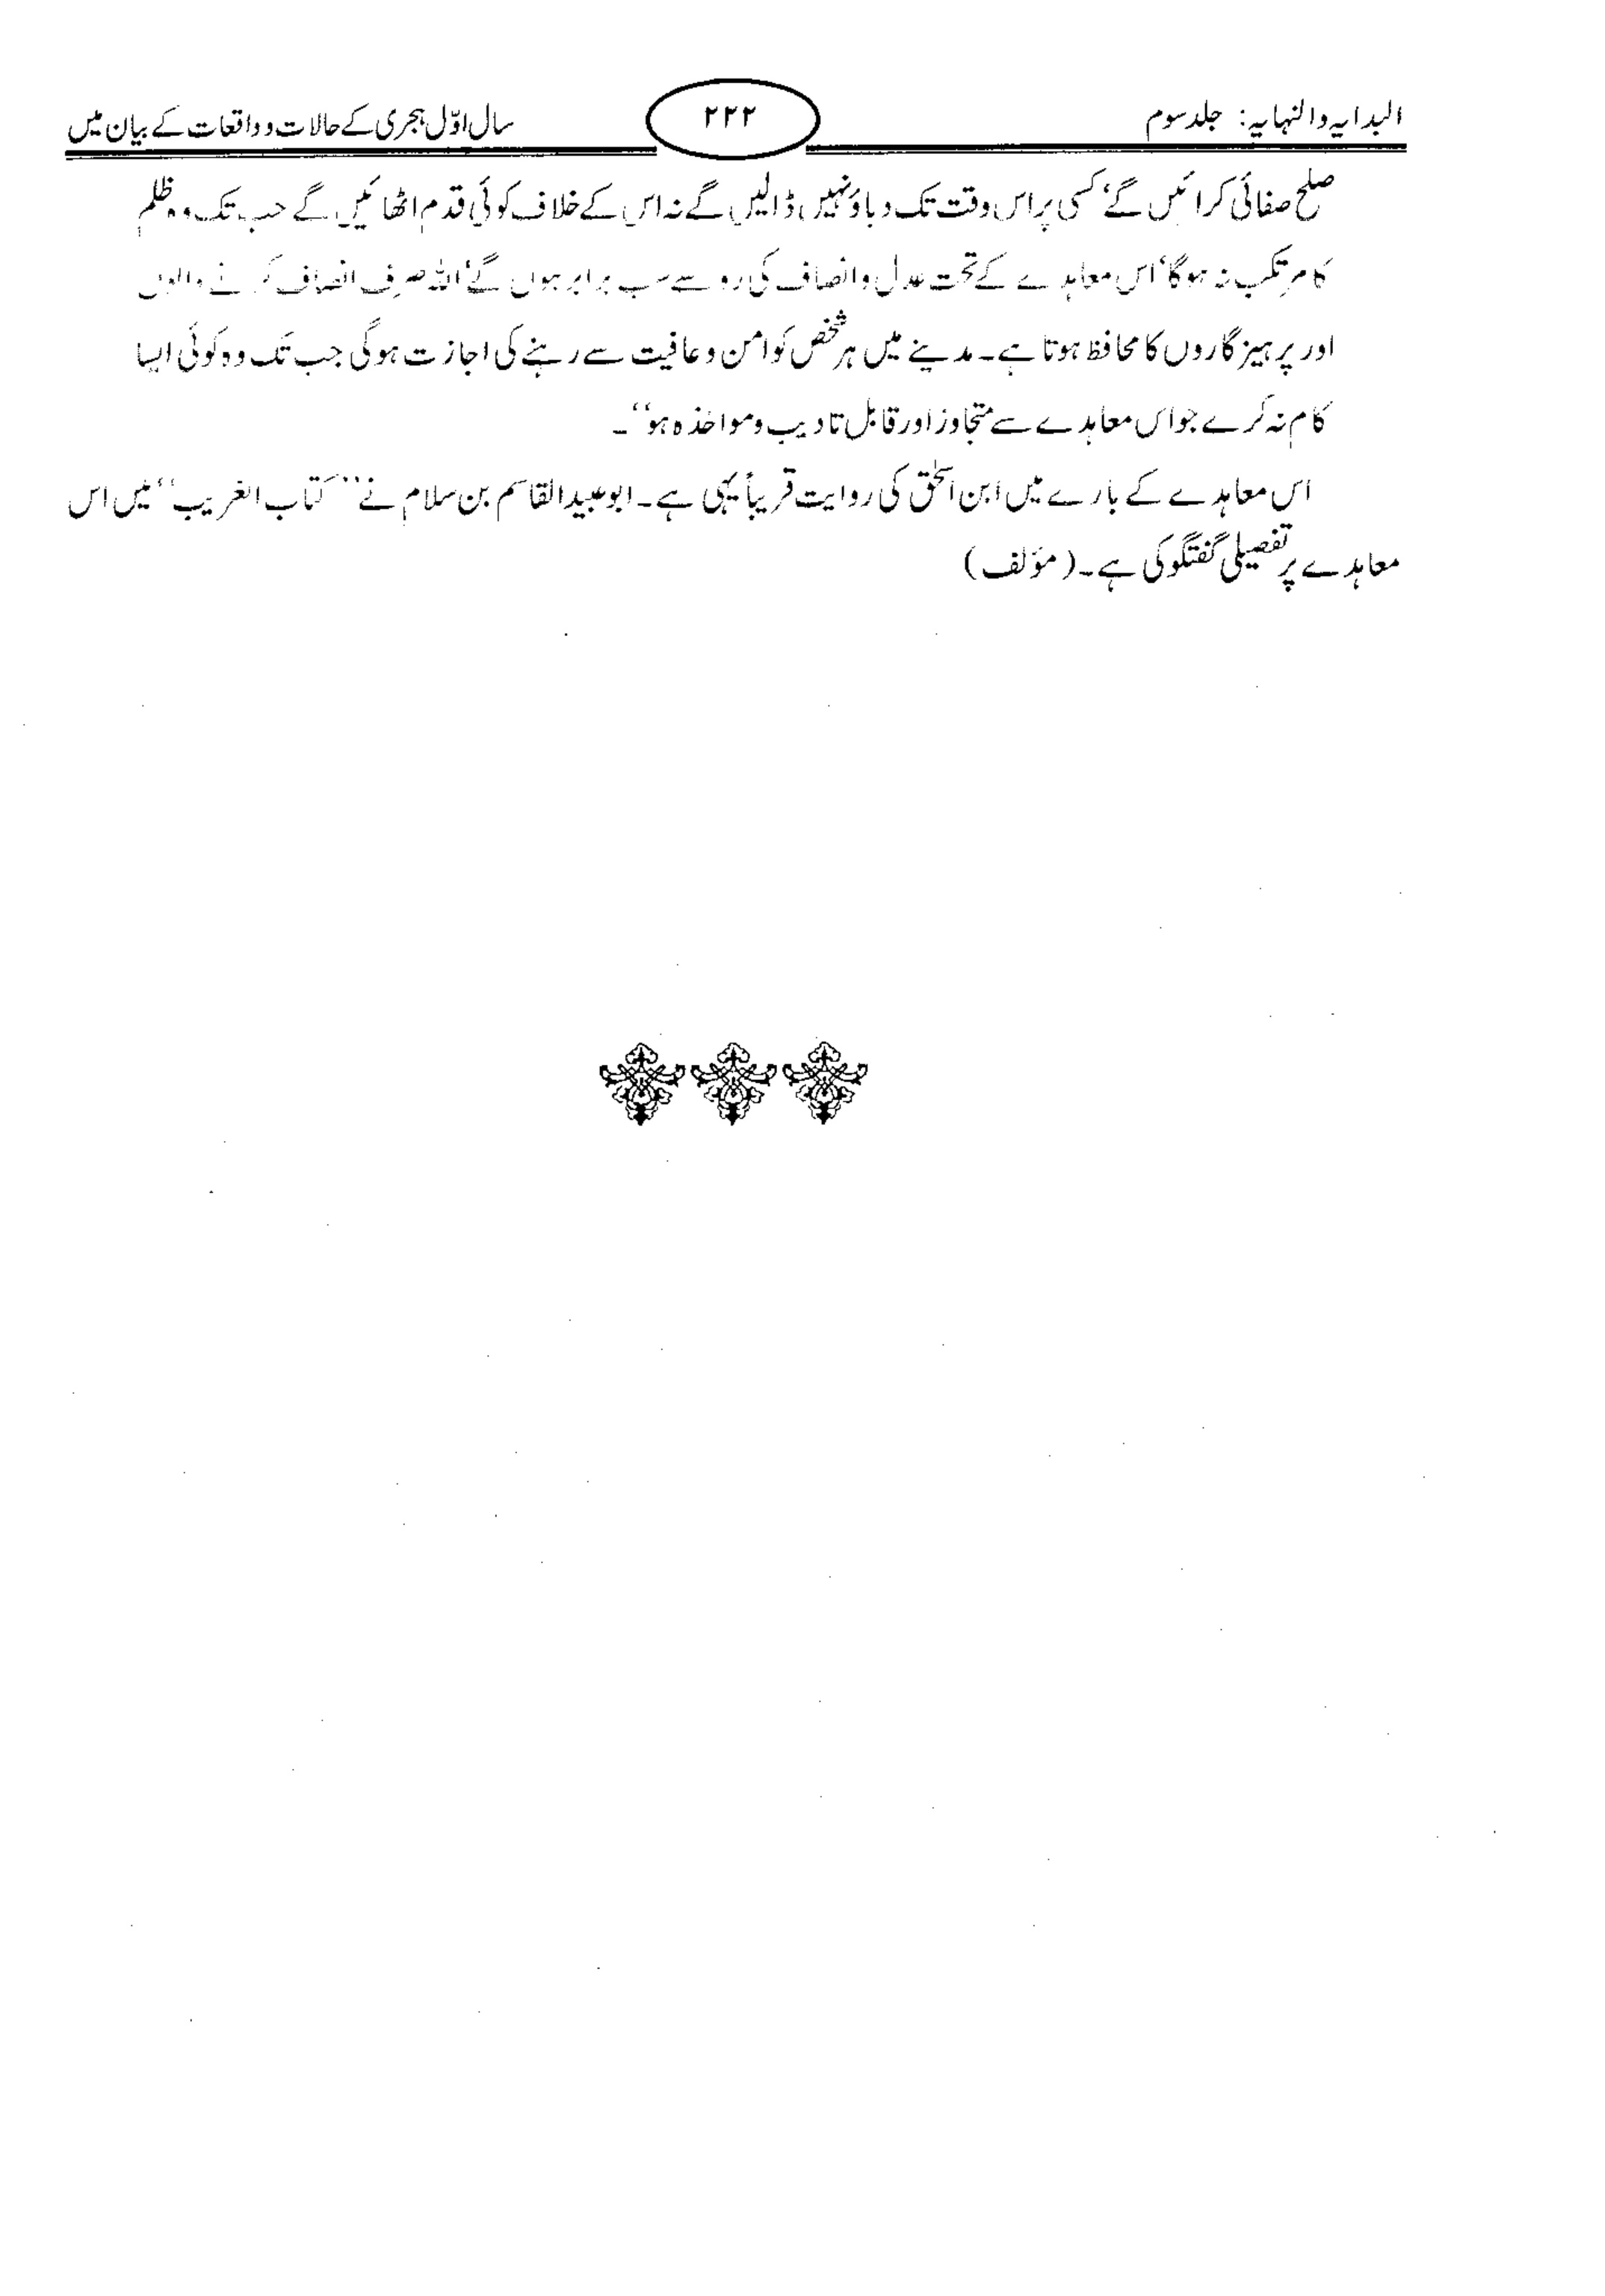 البدایہ والنہایہ: جلد سوم ۲۲۲ سال اوّل ہجری کے حالات و واقعات کے بیان میں
صلح صفائی کرائیں گے‘ کسی پر اس وقت تک دباؤ نہیں ڈالیں گے نہ اس کے خلاف کوئی قدم اٹھائیں گے جب تک وہ ظلم
کا مرتکب نہ ہوگا‘ اس معاہدے کے تحت عدل وانصاف کی رو سے سب برابر ہوں گے‘ اللہ صرف انصاف کرنے والوں
اور پرہیزگاروں کا محافظ ہوتا ہے۔ مدینے میں ہر شخص کو امن وعافیت سے رہنے کی اجازت ہوگی جب تک وہ کوئی ایسا
کام نہ کرے جو اس معاہدے سے متجاوز اور قابل تادیب ومواخذہ ہو‘‘۔
اس معاہدے کے بارے میں ابن اسحٰق کی روایت قریباً یہی ہے۔ ابوعبید القاسم بن سلام نے ’’کتاب الغریب‘‘ میں اس
معاہدے پر تفصیلی گفتگو کی ہے۔ (مؤلف)